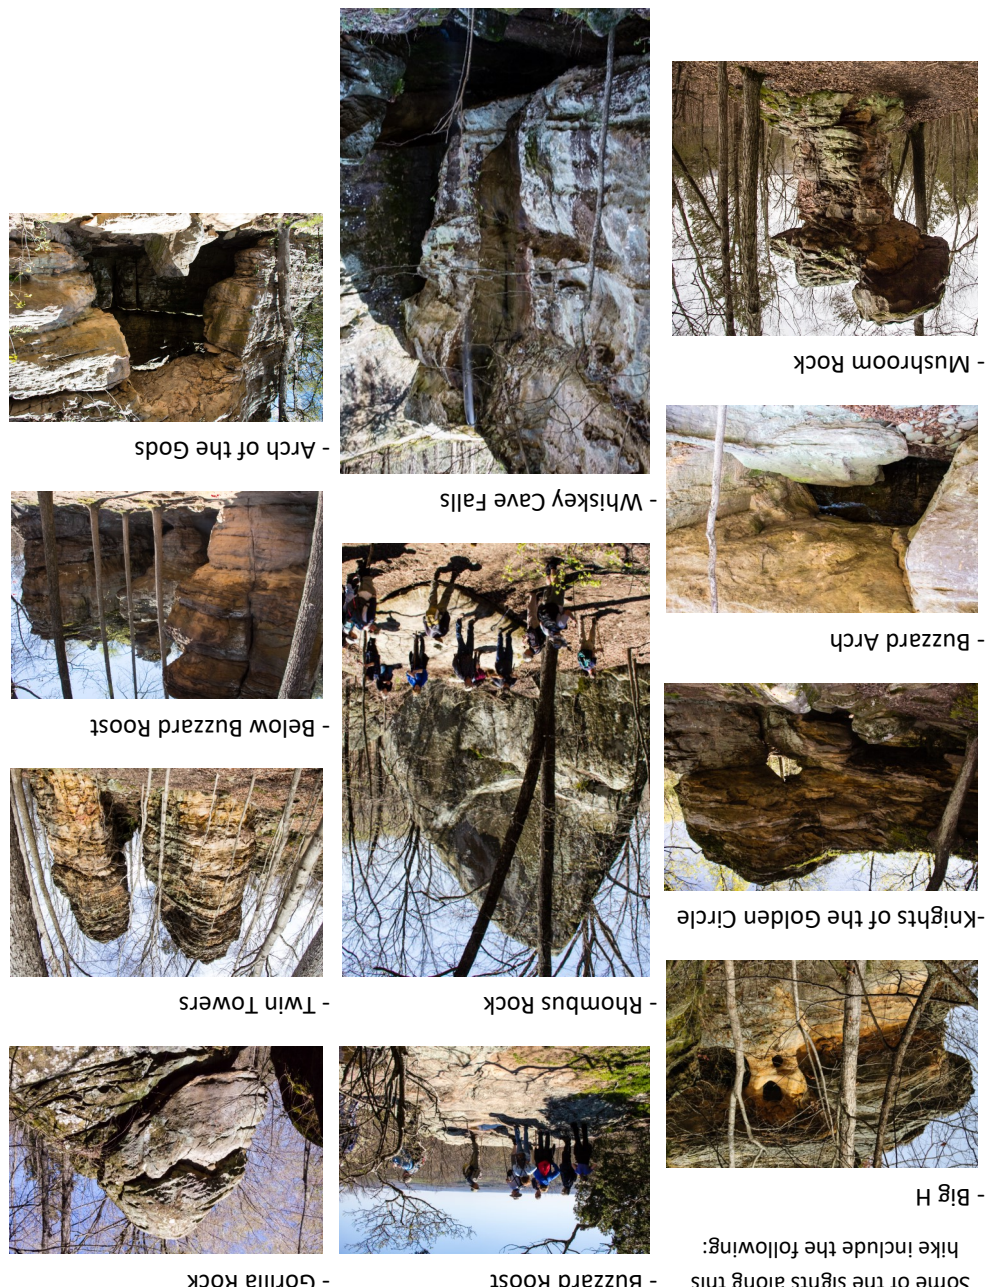 Some of the sights along this
hike include the following:
- Big H
-Knights of the Golden Circle
- Buzzard Arch
- Mushroom Rock
- Buzzard Roost
- Rhombus Rock
- Whiskey Cave Falls
- Gorilla Rock
- Twin Towers
- Below Buzzard Roost
- Arch of the Gods